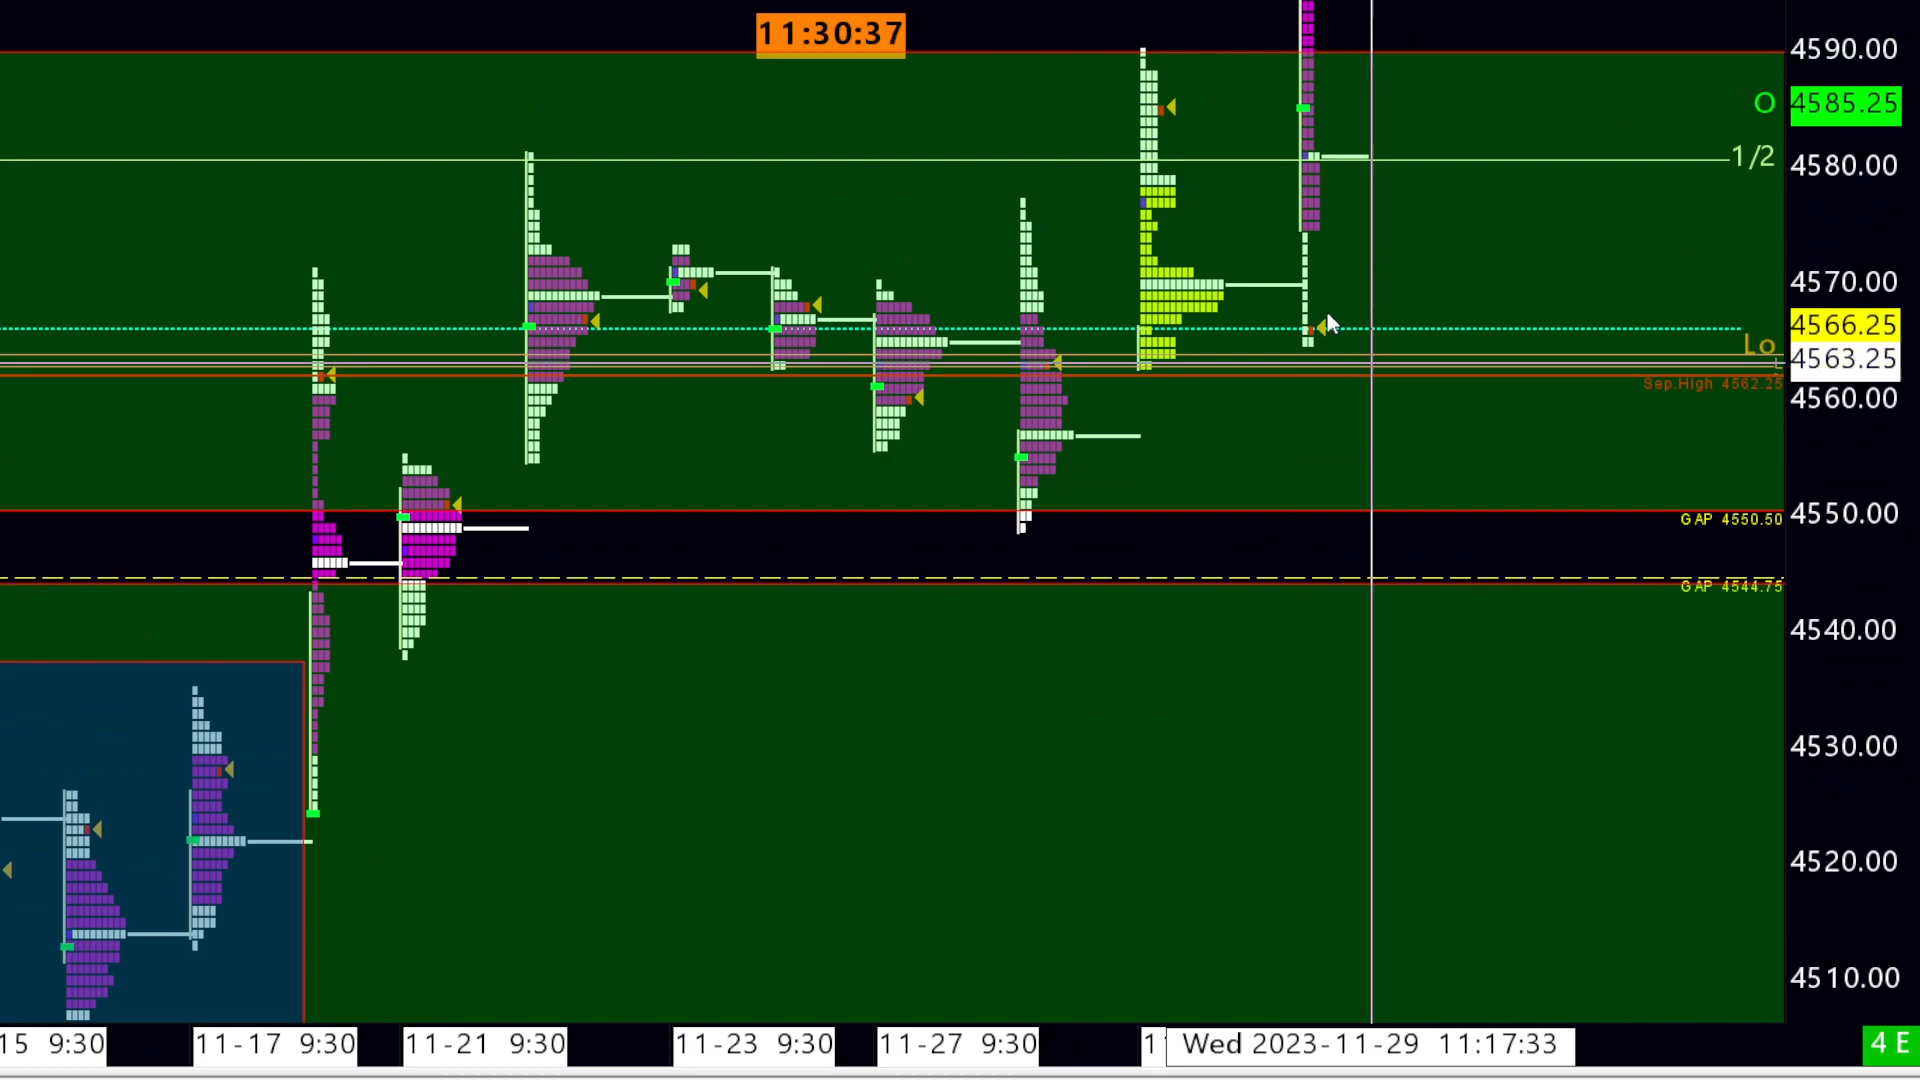 11:30:37
4590.00
O 4585.25
1/2 4580.00
4570.00
4566.25
Lo
4563.25
Sep.High 4562.25
4560.00
GAP 4550.50
4550.00
GAP 4544.75
4540.00
4530.00
4520.00
4510.00
15 9:30 11-17 9:30 11-21 9:30 11-23 9:30 11-27 9:30 1 Wed 2023-11-29 11:17:33 4 E